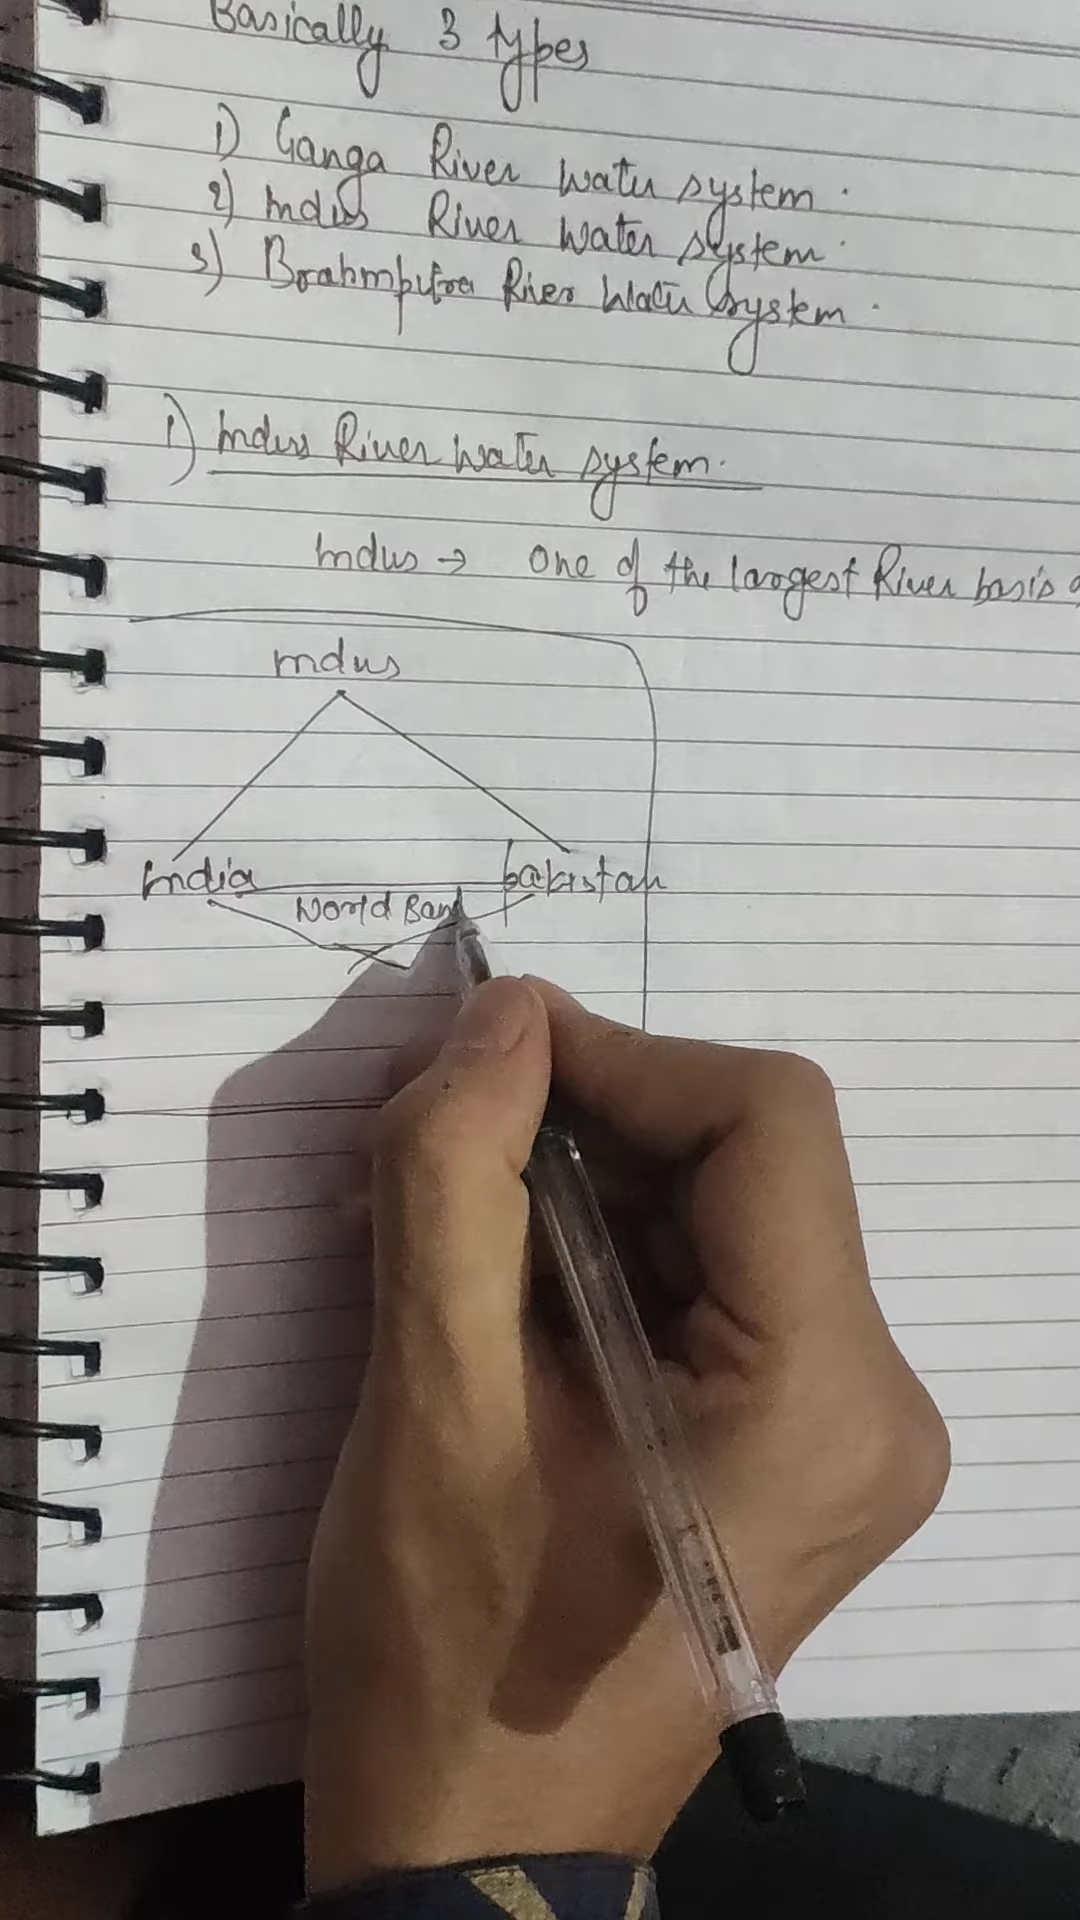 Basically 3 types
1) Ganga River Water system.
2) Indus River Water system.
3) Brahmputra River Water System.
1) Indus River Water system.
Indus → One of the largest River basis
Indus
India pakistan
World Bank